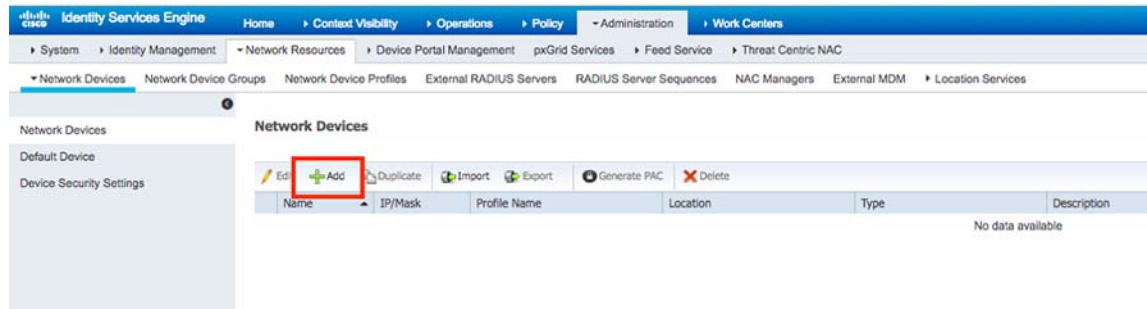 cisco Identity Services Engine Home Context Visibility Operations Policy Administration Work Centers
System Identity Management Network Resources Device Portal Management pxGrid Services Feed Service Threat Centric NAC
Network Devices Network Device Groups Network Device Profiles External RADIUS Servers RADIUS Server Sequences NAC Managers External MDM Location Services
Network Devices
Default Device
Device Security Settings
Network Devices
Edit Add Duplicate Import Export Generate PAC Delete
Name IP/Mask Profile Name Location Type Description
No data available